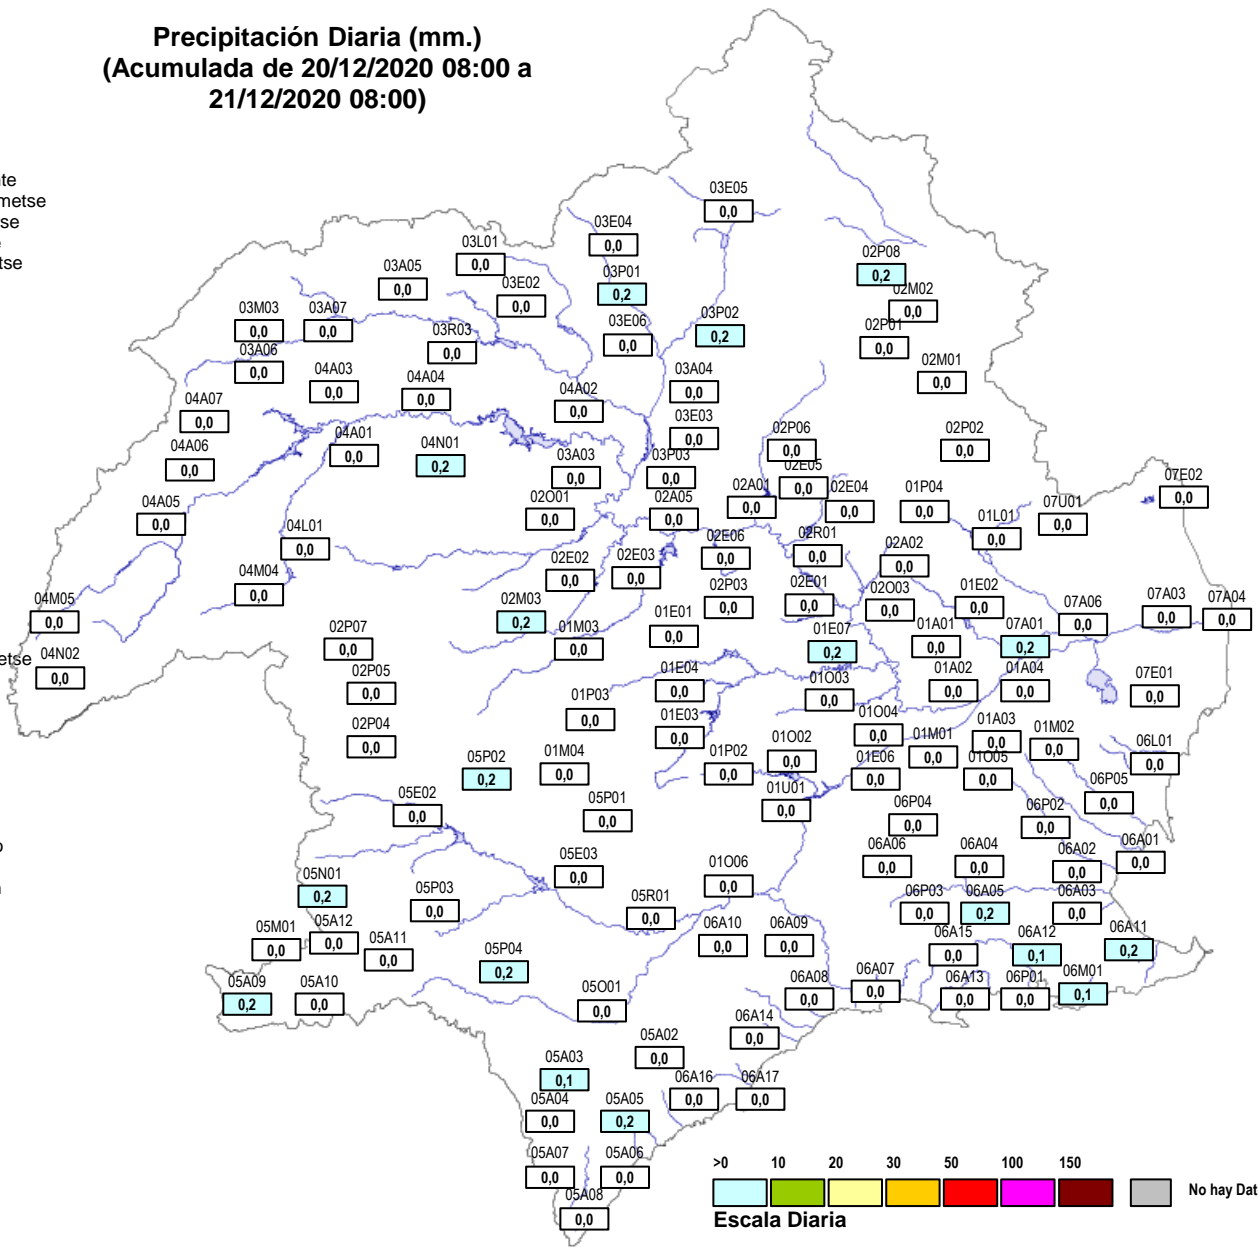 Precipitación Diaria (mm.)
(Acumulada de 20/12/2020 08:00 a
21/12/2020 08:00)
te
metse
se
tse
etse
03E05
0,0
03E04
0,0
03L01
0,0
02P08
0,2
03A05
0,0
03P01
0,2
03E02
0,0
02M02
0,0
03M03
0,0
03A07
0,0
03P02
0,2
03E06
0,0
02P01
0,0
03R03
0,0
03A06
0,0
02M01
0,0
04A03
0,0
04A04
0,0
03A04
0,0
04A02
0,0
04A07
0,0
03E03
0,0
04A01
0,0
02P06
0,0
02P02
0,0
04A06
0,0
04N01
0,2
03A03
0,0
03P03
0,0
02E05
0,0
07E02
0,0
02A01
0,0
02E04
0,0
01P04
0,0
04A05
0,0
02O01
0,0
02A05
0,0
07U01
0,0
01L01
0,0
04L01
0,0
02E06
0,0
02R01
0,0
02A02
0,0
02E02
0,0
02E03
0,0
04M04
0,0
02P03
0,0
02E01
0,0
02O03
0,0
01E02
0,0
07A03
0,0
07A04
0,0
04M05
0,0
02M03
0,2
07A06
0,0
01E01
0,0
02P07
0,0
01M03
0,0
01E07
0,2
01A01
0,0
07A01
0,2
04N02
0,0
02P05
0,0
01E04
0,0
01O03
0,0
01A02
0,0
01A04
0,0
07E01
0,0
01P03
0,0
01E03
0,0
01O04
0,0
01A03
0,0
01M02
0,0
02P04
0,0
01O02
0,0
01M01
0,0
06L01
0,0
05P02
0,2
01M04
0,0
01P02
0,0
01E06
0,0
01O05
0,0
05E02
0,0
05P01
0,0
01U01
0,0
06P05
0,0
06P04
0,0
06P02
0,0
05E03
0,0
01O06
0,0
06A06
0,0
06A04
0,0
06A02
0,0
06A01
0,0
05N01
0,2
05P03
0,0
05R01
0,0
06P03
0,0
06A05
0,2
06A03
0,0
05M01
0,0
05A12
0,0
05A11
0,0
06A10
0,0
06A09
0,0
06A15
0,0
06A12
0,1
06A11
0,2
05P04
0,2
05A09
0,2
05A10
0,0
05O01
0,0
06A08
0,0
06A07
0,0
06A13
0,0
06P01
0,0
06M01
0,1
06A14
0,0
05A02
0,0
05A03
0,1
06A16
0,0
06A17
0,0
05A04
0,0
05A05
0,2
05A07
0,0
05A06
0,0
05A08
0,0
>0 10 20 30 50 100 150
No hay Dat
Escala Diaria